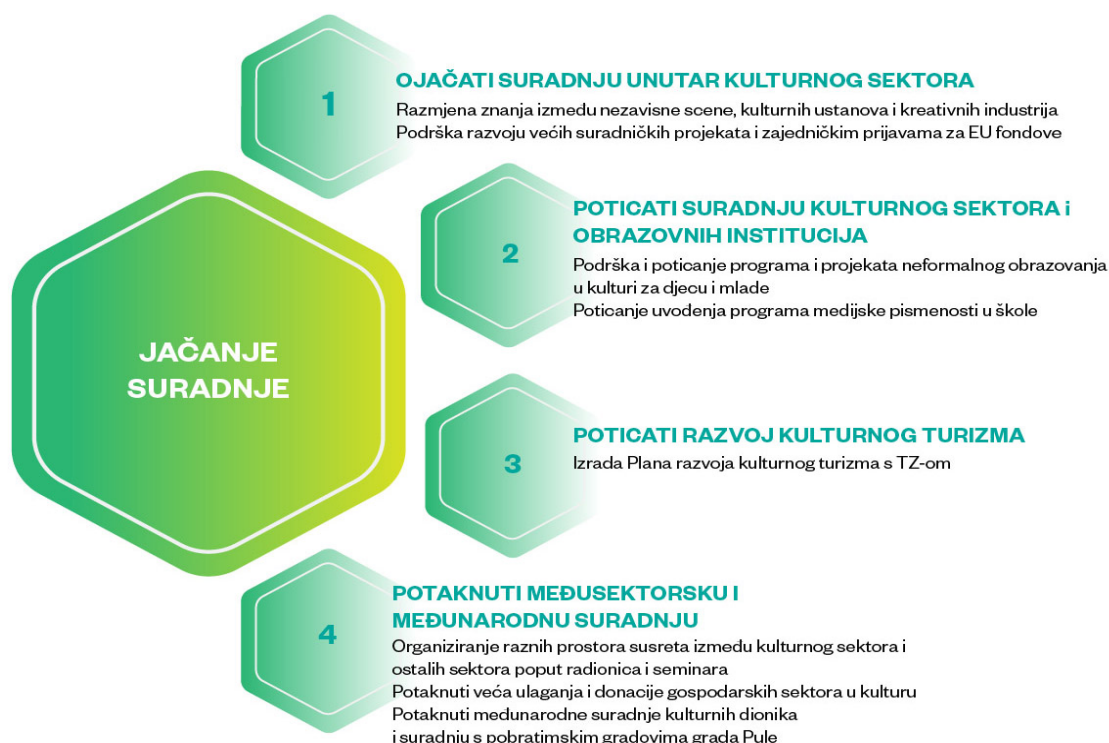 1
OJAČATI SURADNJU UNUTAR KULTURNOG SEKTORA
Razmjena znanja između nezavisne scene, kulturnih ustanova i kreativnih industrija
Podrška razvoju većih suradničkih projekata i zajedničkim prijavama za EU fondove
2
POTICATI SURADNJU KULTURNOG SEKTORA i
OBRAZOVNIH INSTITUCIJA
Podrška i poticanje programa i projekata neformalnog obrazovanja
u kulturi za djecu i mlade
Poticanje uvođenja programa medijske pismenosti u škole
JAČANJE
SURADNJE
3
POTICATI RAZVOJ KULTURNOG TURIZMA
Izrada Plana razvoja kulturnog turizma s TZ-om
4
POTAKNUTI MEĐUSEKTORSKU I
MEĐUNARODNU SURADNJU
Organiziranje raznih prostora susreta između kulturnog sektora i
ostalih sektora poput radionica i seminara
Potaknuti veća ulaganja i donacije gospodarskih sektora u kulturu
Potaknuti međunarodne suradnje kulturnih dionika
i suradnju s pobratimskim gradovima grada Pule